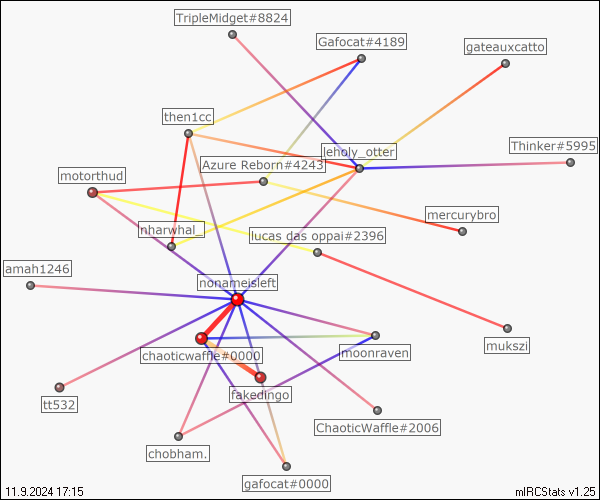 TripleMidget#8824
Gafocat#4189
gateauxcatto
then1cc
leholy_otter
Thinker#5995
Azure Reborn#4243
motorthud
mercurybro
nharwhal_
lucas das oppai#2396
amah1246
nonameisleft
chaoticwaffle#0000
moonraven
mukszi
fakedingo
tt532
ChaoticWaffle#2006
chobham.
gafocat#0000
11.9.2024 17:15
mIRCStats v1.25